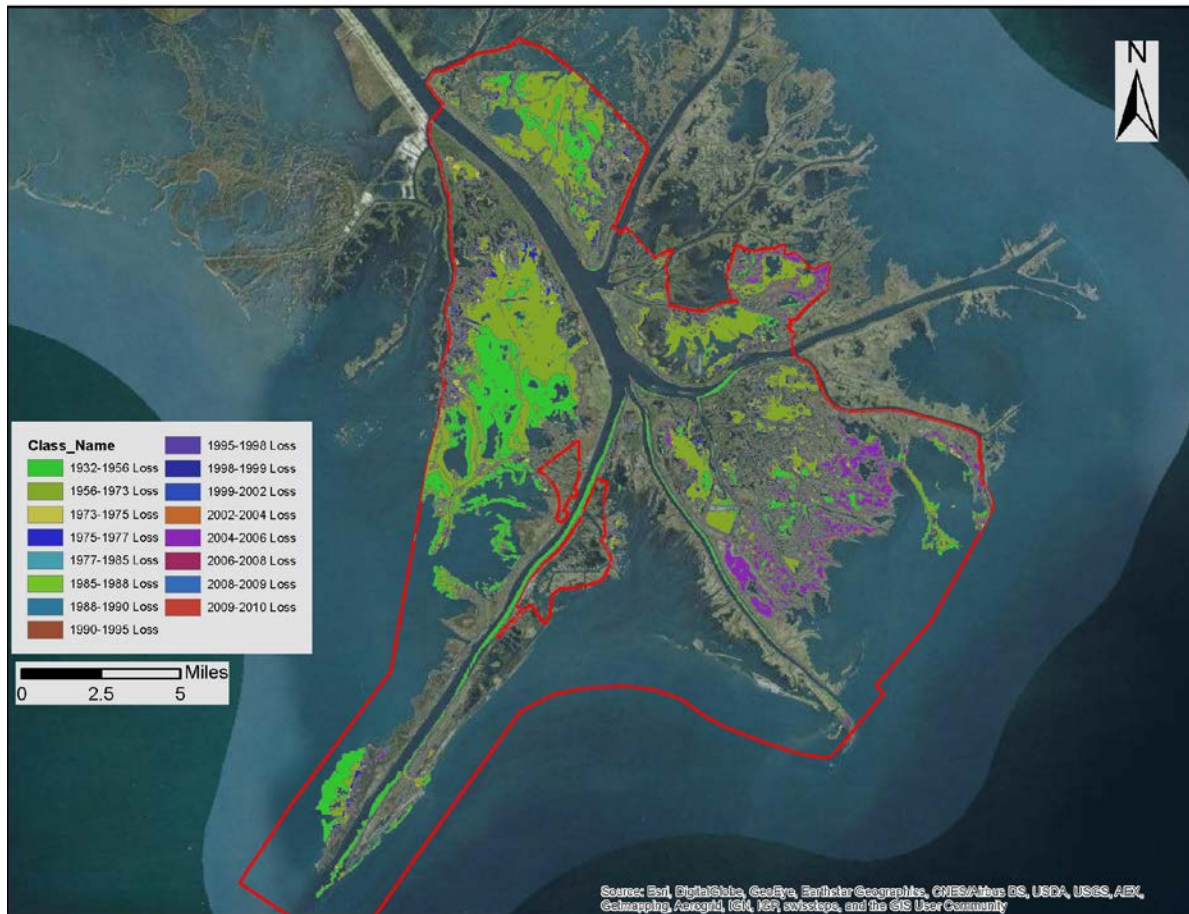 N
Class_Name
1932-1956 Loss
1956-1973 Loss
1973-1975 Loss
1975-1977 Loss
1977-1985 Loss
1985-1988 Loss
1988-1990 Loss
1990-1995 Loss
1995-1998 Loss
1998-1999 Loss
1999-2002 Loss
2002-2004 Loss
2004-2006 Loss
2006-2008 Loss
2008-2009 Loss
2009-2010 Loss
Miles
0 2.5 5
Source: Esri, DigitalGlobe, GeoEye, Earthstar Geographics, CNES/Airbus DS, USDA, USGS, AEX,
Getmapping, Aerogrid, IGN, IGP, swisstopo, and the GIS User Community